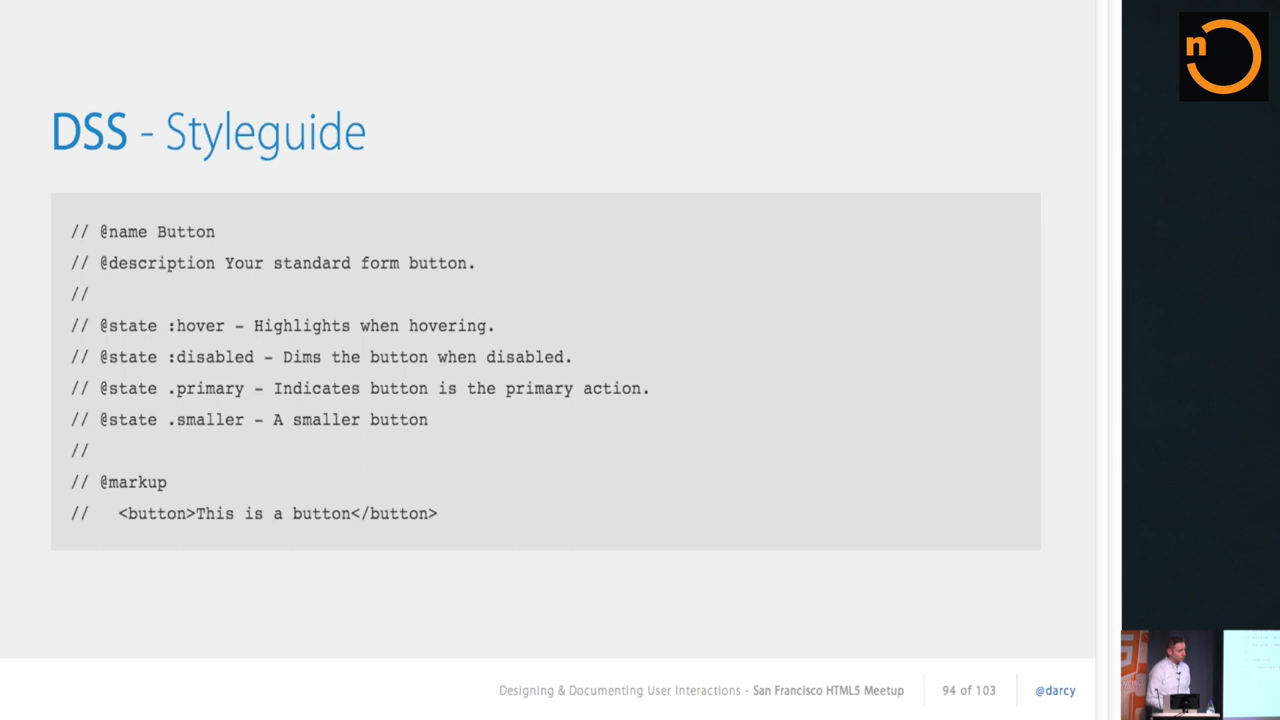 n
DSS - Styleguide
// @name Button
// @description Your standard form button.
//
// @state :hover - Highlights when hovering.
// @state :disabled - Dims the button when disabled.
// @state .primary - Indicates button is the primary action.
// @state .smaller - A smaller button
//
// @markup
//   <button>This is a button</button>
Designing & Documenting User Interactions - San Francisco HTML5 Meetup
94 of 103
@darcy